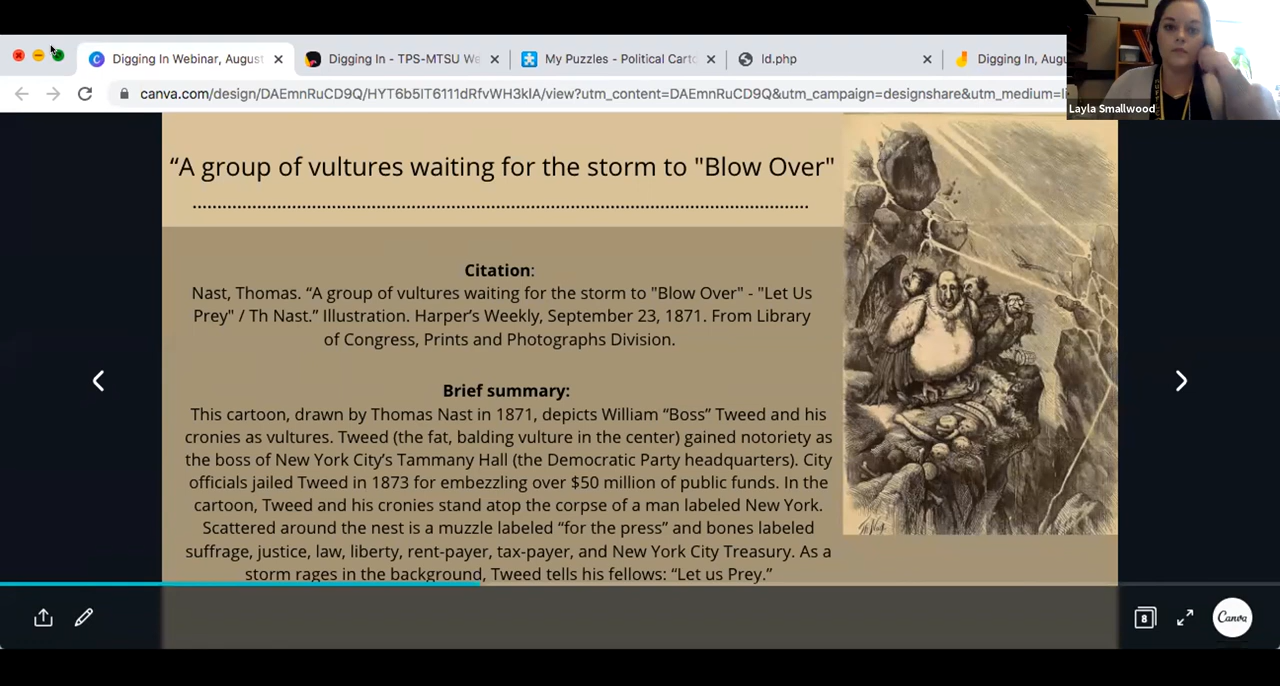 Digging In Webinar, August
Digging In - TPS-MTSU We
My Puzzles - Political Carto
ld.php
Digging In, Aug
canva.com/design/DAEmnRuCD9Q/HYT6b5IT6111dRfvWH3kIA/view?utm_content=DAEmnRuCD9Q&utm_campaign=designshare&utm_medium=l
Layla Smallwood
“A group of vultures waiting for the storm to "Blow Over"
Citation:
Nast, Thomas. “A group of vultures waiting for the storm to "Blow Over" - "Let Us
Prey" / Th Nast.” Illustration. Harper’s Weekly, September 23, 1871. From Library
of Congress, Prints and Photographs Division.
Brief summary:
This cartoon, drawn by Thomas Nast in 1871, depicts William “Boss” Tweed and his
cronies as vultures. Tweed (the fat, balding vulture in the center) gained notoriety as
the boss of New York City’s Tammany Hall (the Democratic Party headquarters). City
officials jailed Tweed in 1873 for embezzling over $50 million of public funds. In the
cartoon, Tweed and his cronies stand atop the corpse of a man labeled New York.
Scattered around the nest is a muzzle labeled “for the press” and bones labeled
suffrage, justice, law, liberty, rent-payer, tax-payer, and New York City Treasury. As a
storm rages in the background, Tweed tells his fellows: “Let us Prey.”
8
Canva